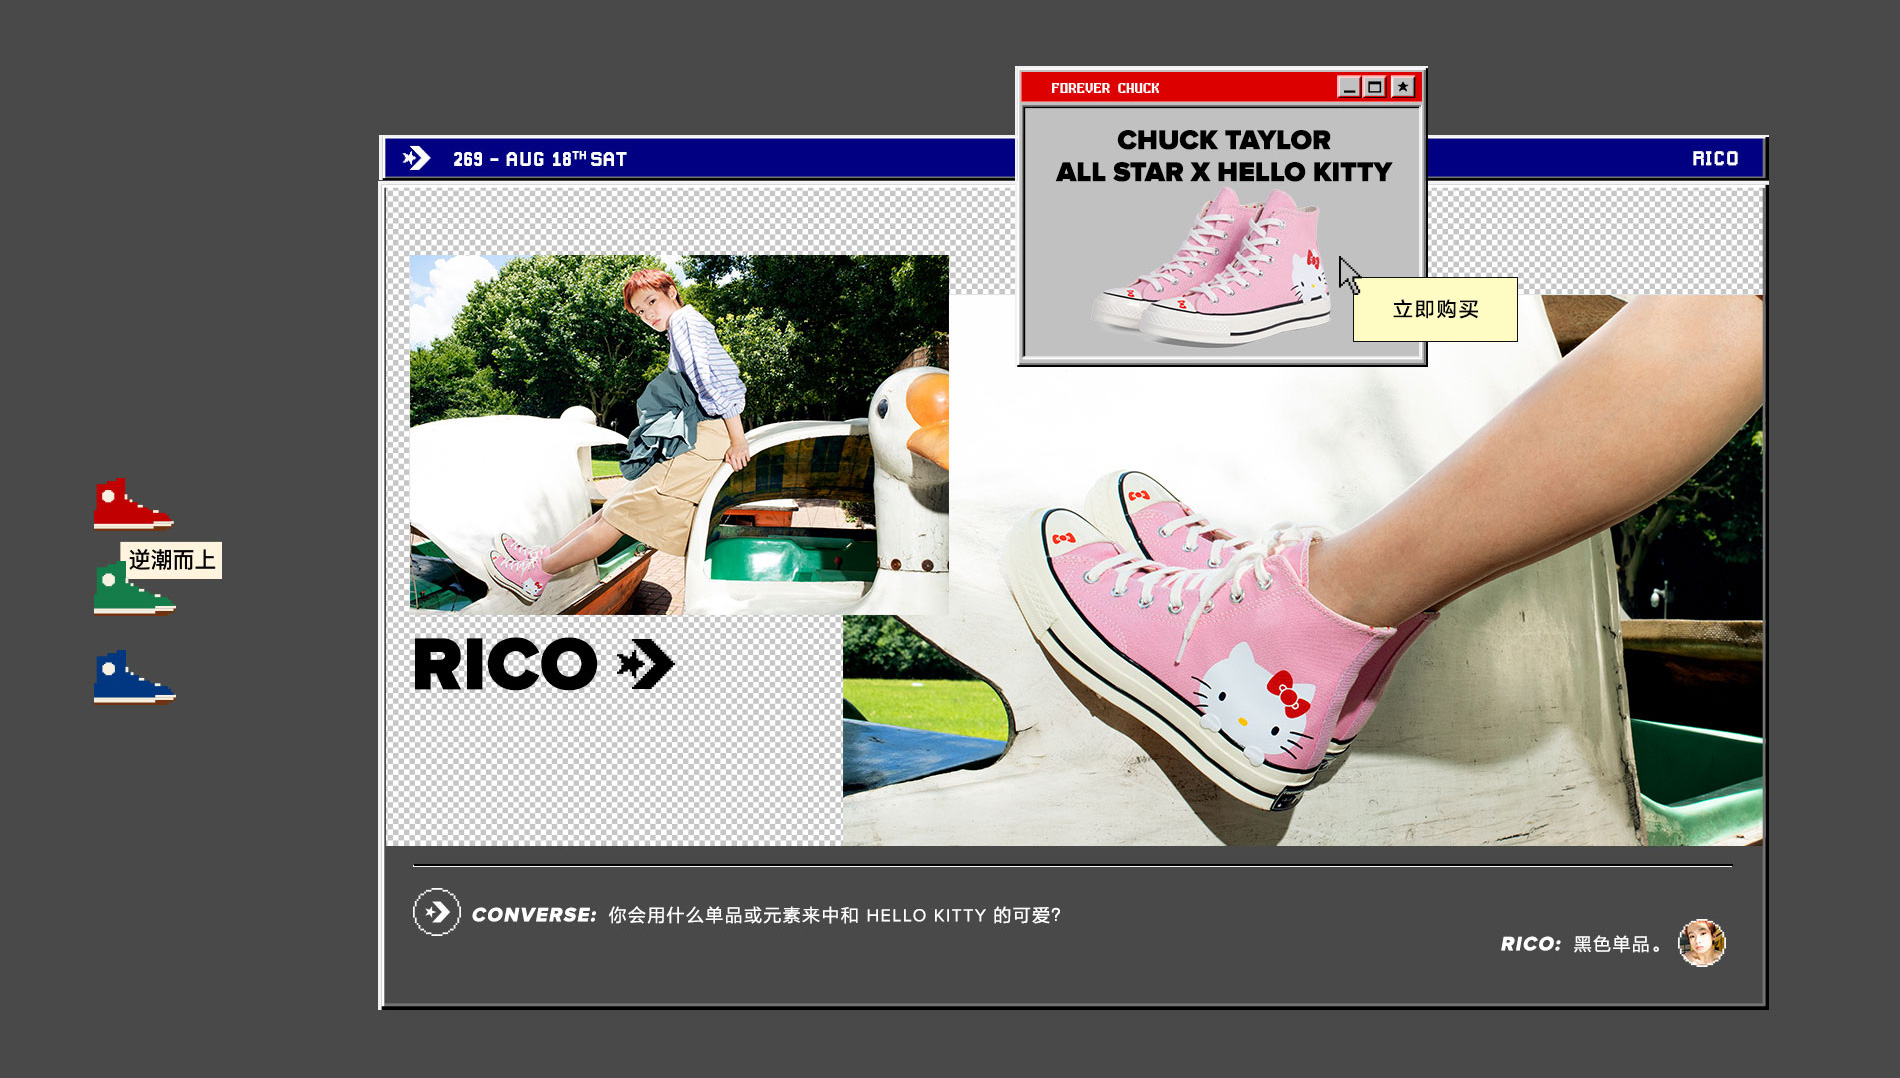 FOREVER CHUCK
CHUCK TAYLOR
ALL STAR X HELLO KITTY
立即购买
269 - AUG 18TH SAT
RICO
逆潮而上
RICO
CONVERSE: 你会用什么单品或元素来中和 HELLO KITTY 的可爱?
RICO: 黑色单品。